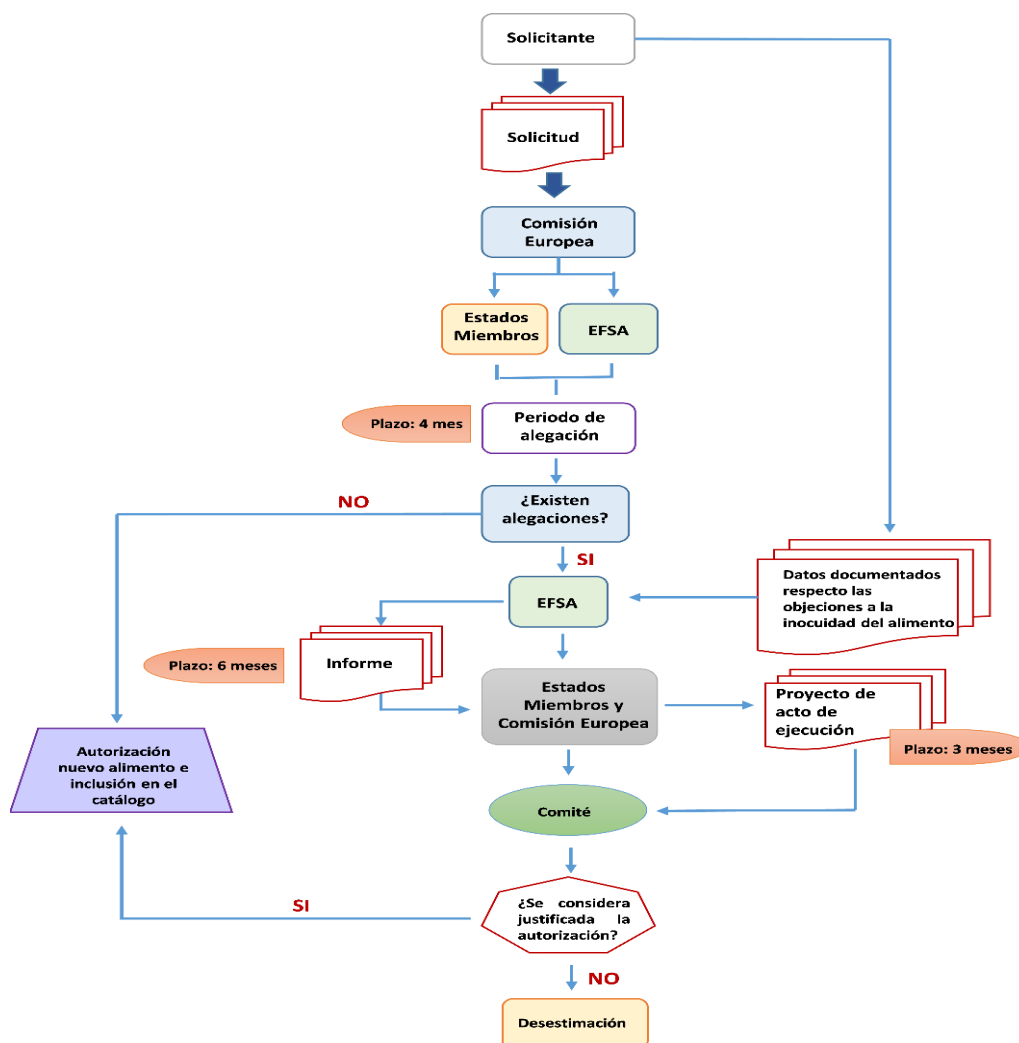 Solicitante
Solicitud
Comisión
Europea
Estados
Miembros
EFSA
Plazo: 4 mes
Periodo de
alegación
NO
¿Existen
alegaciones?
SI
EFSA
Datos documentados
respecto las
objeciones a la
inocuidad del alimento
Plazo: 6 meses
Informe
Estados
Miembros y
Comisión Europea
Proyecto de
acto de
ejecución
Plazo: 3 meses
Autorización
nuevo alimento e
inclusión en el
catálogo
Comité
SI
¿Se considera
justificada la
autorización?
NO
Desestimación